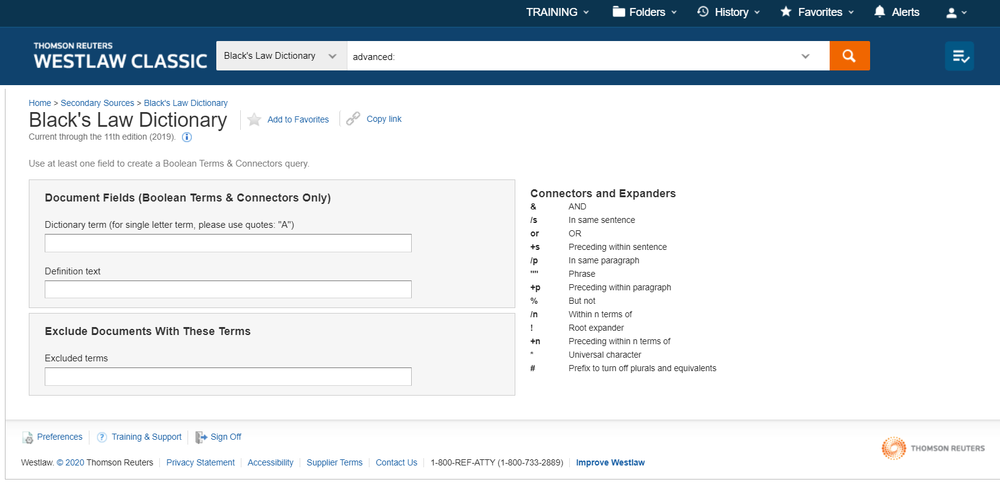 TRAINING Folders History Favorites Alerts
THOMSON REUTERS
WESTLAW CLASSIC
Black's Law Dictionary advanced:
Home > Secondary Sources > Black's Law Dictionary
Black's Law Dictionary Add to Favorites Copy link
Current through the 11th edition (2019).
Use at least one field to create a Boolean Terms & Connectors query.
Document Fields (Boolean Terms & Connectors Only)
Dictionary term (for single letter term, please use quotes: "A")
Definition text
Exclude Documents With These Terms
Excluded terms
Connectors and Expanders
& AND
/s In same sentence
or OR
+s Preceding within sentence
/p In same paragraph
"" Phrase
+p Preceding within paragraph
% But not
/n Within n terms of
! Root expander
+n Preceding within n terms of
* Universal character
# Prefix to turn off plurals and equivalents
Preferences Training & Support Sign Off
THOMSON REUTERS
Westlaw. © 2020 Thomson Reuters Privacy Statement Accessibility Supplier Terms Contact Us 1-800-REF-ATTY (1-800-733-2889) Improve Westlaw